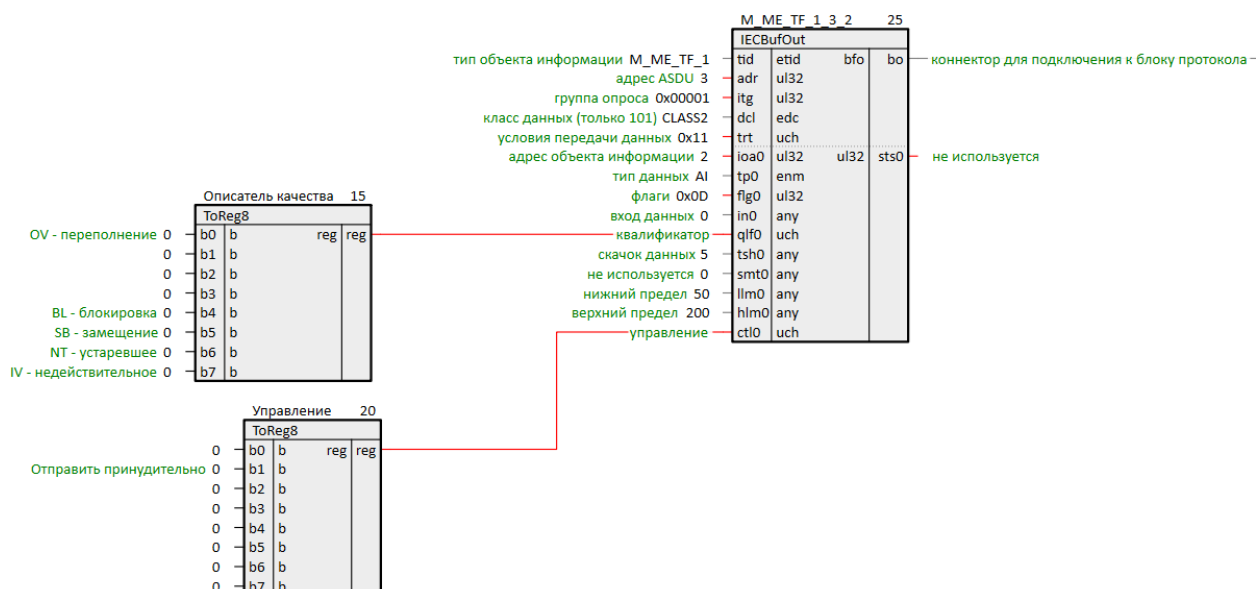 M_ME_TF_1_3_2 25
IECBufOut
тип объекта информации M_ME_TF_1 tid etid bfo bo коннектор для подключения к блоку протокола
адрес ASDU 3 adr ul32
группа опроса 0x00001 itg ul32
класс данных (только 101) CLASS2 dcl edc
условия передачи данных 0x11 trt uch
адрес объекта информации 2 ioa0 ul32 ul32 sts0 не используется
тип данных AI tp0 enm
флаги 0x0D flg0 ul32
вход данных 0 in0 any
квалификатор qlf0 uch
скачок данных 5 tsh0 any
не используется 0 smt0 any
нижний предел 50 llm0 any
верхний предел 200 hlm0 any
управление ctl0 uch
Описатель качества 15
ToReg8
OV - переполнение 0 b0 b reg reg
0 b1 b
0 b2 b
0 b3 b
BL - блокировка 0 b4 b
SB - замещение 0 b5 b
NT - устаревшее 0 b6 b
IV - недействительное 0 b7 b
Управление 20
ToReg8
0 b0 b reg reg
Отправить принудительно 0 b1 b
0 b2 b
0 b3 b
0 b4 b
0 b5 b
0 b6 b
0 b7 b